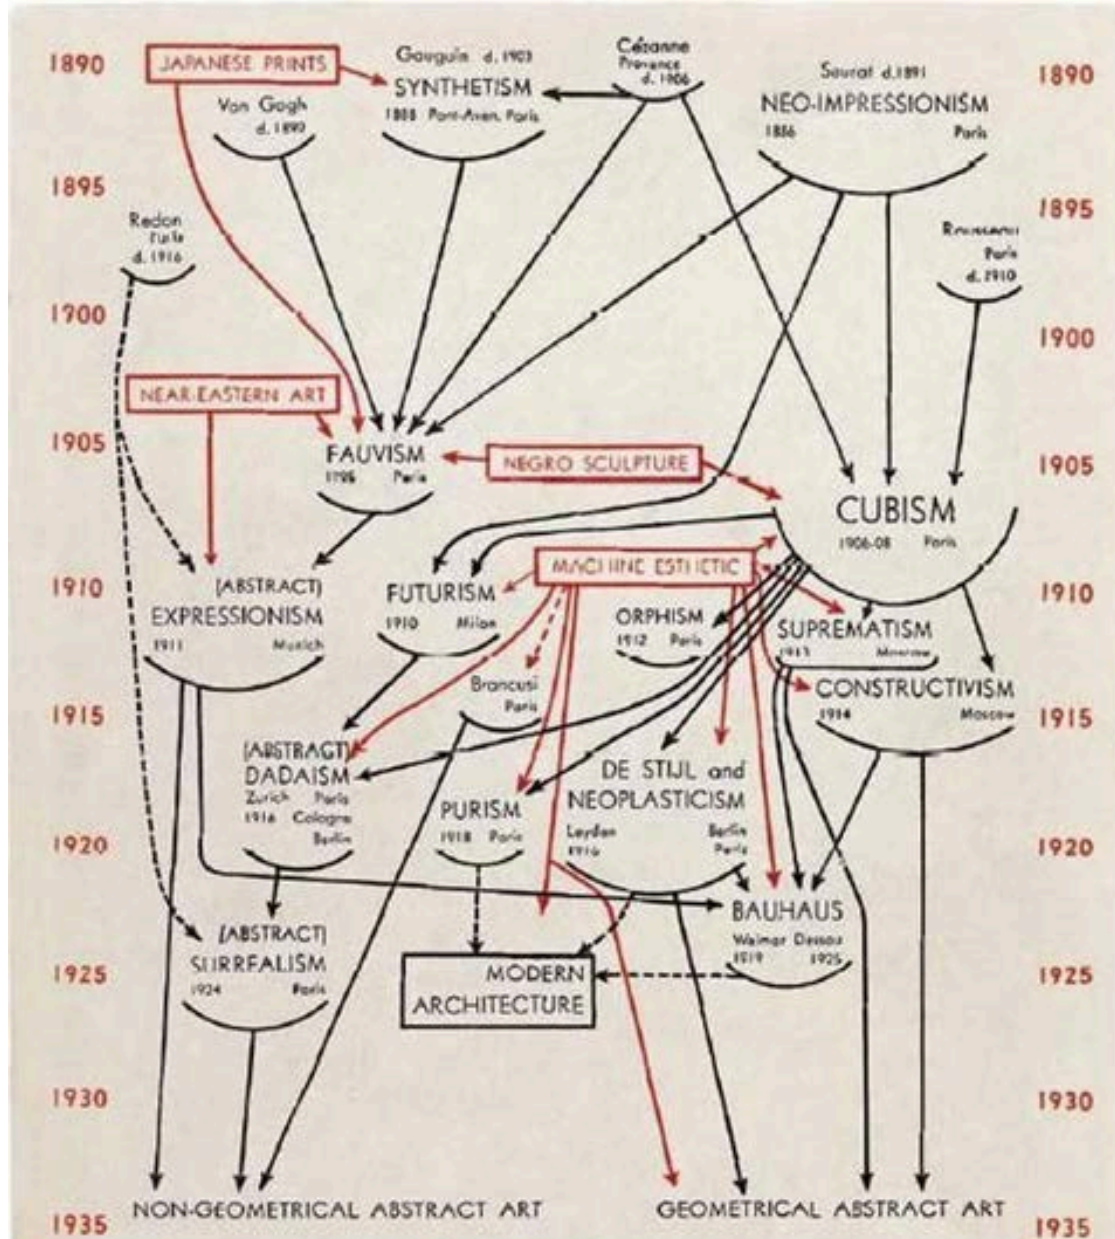 1890
JAPANESE PRINTS
Gauguin d. 1903
SYNTHETISM
1888 Pont-Aven, Paris
Cézanne
Provence
d. 1906
Seurat d.1891
NEO-IMPRESSIONISM
1886 Paris
1890
Van Gogh
d. 1890
1895
1895
Redon
Paris
d. 1916
Rousseau
Paris
d. 1910
1900
1900
NEAR-EASTERN ART
1905
FAUVISM
1905 Paris
NEGRO SCULPTURE
1905
CUBISM
1906-08 Paris
MACHINE ESTHETIC
1910
(ABSTRACT)
EXPRESSIONISM
1911 Munich
FUTURISM
1910 Milan
ORPHISM
1912 Paris
SUPREMATISM
1913 Moscow
1910
Brancusi
Paris
CONSTRUCTIVISM
1914 Moscow
1915
1915
(ABSTRACT)
DADAISM
Zurich Paris
1916 Cologne
Berlin
PURISM
1918 Paris
DE STIJL and
NEOPLASTICISM
Leyden Berlin
1916 Paris
1920
1920
BAUHAUS
Weimar Dessau
1919 1925
(ABSTRACT)
SURREALISM
1924 Paris
MODERN
ARCHITECTURE
1925
1925
1930
1930
NON-GEOMETRICAL ABSTRACT ART
GEOMETRICAL ABSTRACT ART
1935
1935